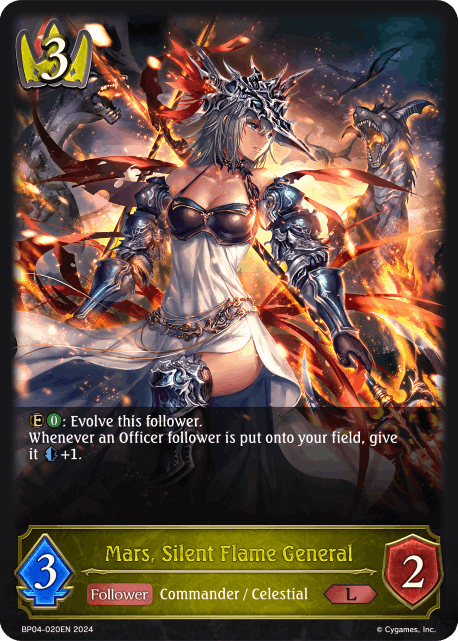 3
E 0: Evolve this follower.
Whenever an Officer follower is put onto your field, give
it +1.
Mars, Silent Flame General
3 Follower Commander / Celestial L 2
BP04-020EN 2024 © Cygames, Inc.